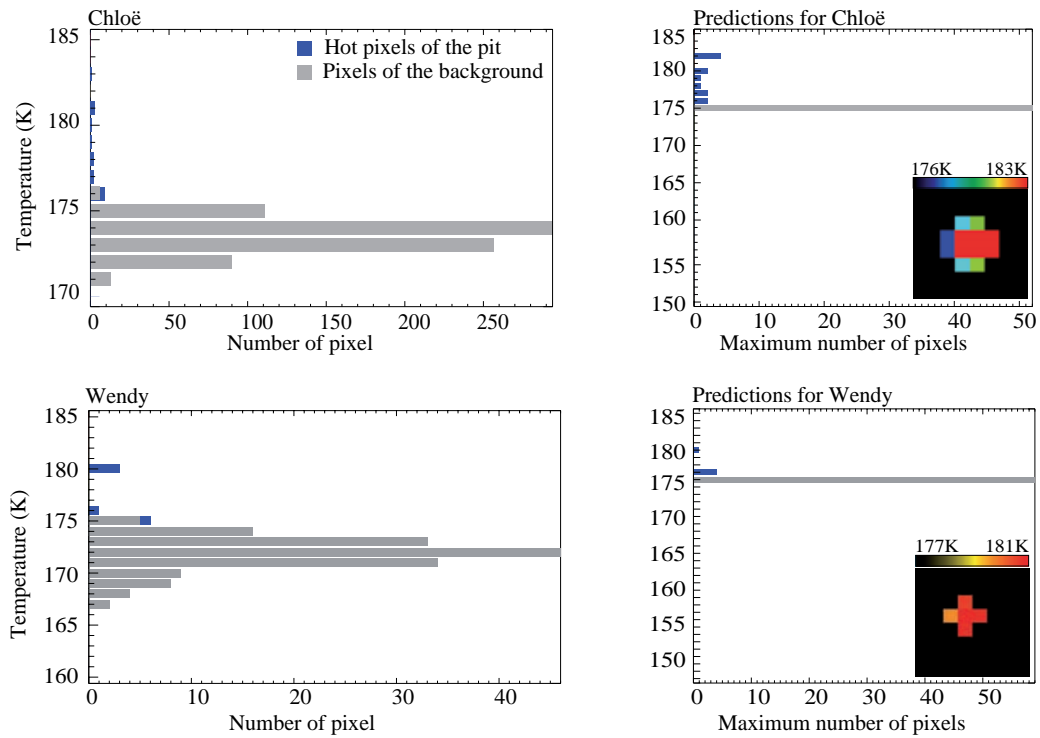 Chloë
185
180
175
170
Temperature (K)
Hot pixels of the pit
Pixels of the background
0 50 100 150 200 250
Number of pixel
Predictions for Chloë
185
180
175
170
165
160
155
150
176K 183K
0 10 20 30 40 50
Maximum number of pixels
Wendy
185
180
175
170
165
160
Temperature (K)
0 10 20 30 40
Number of pixel
Predictions for Wendy
185
180
175
170
165
160
155
150
177K 181K
0 10 20 30 40 50
Maximum number of pixels